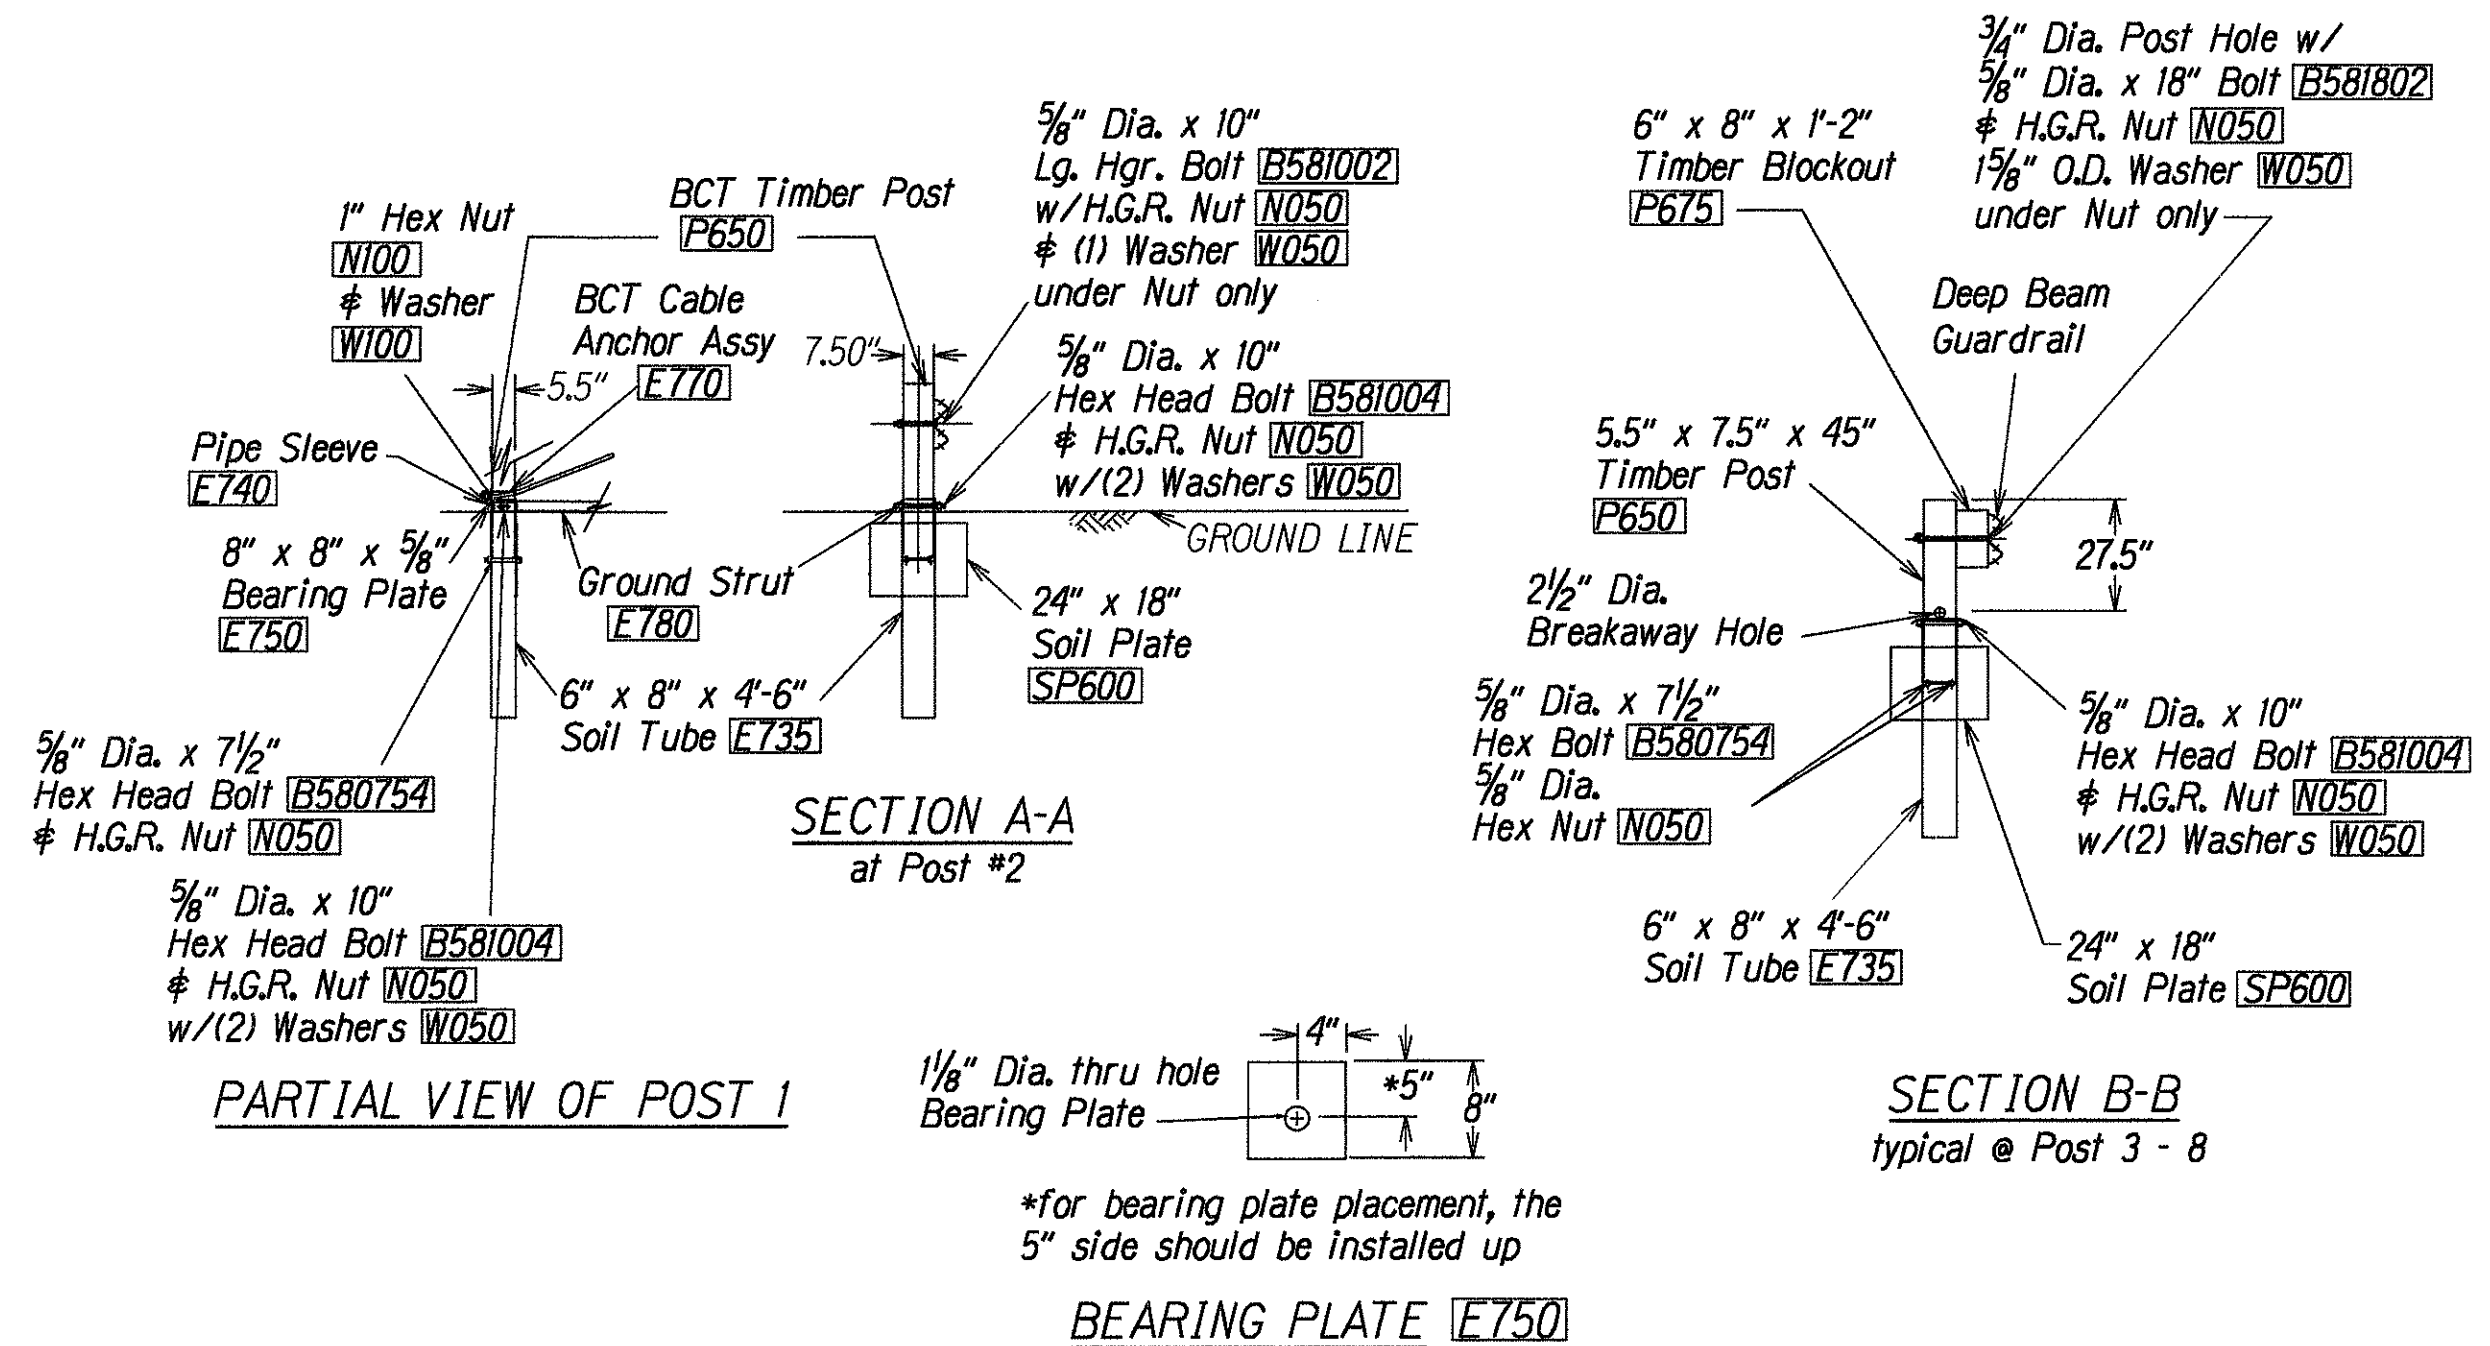 1" Hex Nut
N100
& Washer
W100
BCT Timber Post
P650
BCT Cable
Anchor Assy
E770
5.5"
Pipe Sleeve
E740
8" x 8" x 5/8"
Bearing Plate
E750
Ground Strut
E780
6" x 8" x 4'-6"
Soil Tube E735
5/8" Dia. x 7 1/2"
Hex Head Bolt B580754
& H.G.R. Nut N050
5/8" Dia. x 10"
Hex Head Bolt B581004
& H.G.R. Nut N050
w/(2) Washers W050
PARTIAL VIEW OF POST 1
5/8" Dia. x 10"
Lg. Hgr. Bolt B581002
w/H.G.R. Nut N050
& (1) Washer W050
under Nut only
7.50"
5/8" Dia. x 10"
Hex Head Bolt B581004
& H.G.R. Nut N050
w/(2) Washers W050
GROUND LINE
24" x 18"
Soil Plate
SP600
SECTION A-A
at Post #2
3/4" Dia. Post Hole w/
5/8" Dia. x 18" Bolt B581802
& H.G.R. Nut N050
1 5/8" O.D. Washer W050
under Nut only
6" x 8" x 1'-2"
Timber Blockout
P675
Deep Beam
Guardrail
5.5" x 7.5" x 45"
Timber Post
P650
27.5"
2 1/2" Dia.
Breakaway Hole
5/8" Dia. x 7 1/2"
Hex Bolt B580754
5/8" Dia.
Hex Nut N050
5/8" Dia. x 10"
Hex Head Bolt B581004
& H.G.R. Nut N050
w/(2) Washers W050
6" x 8" x 4'-6"
Soil Tube E735
24" x 18"
Soil Plate SP600
SECTION B-B
typical @ Post 3 - 8
1 1/8" Dia. thru hole
Bearing Plate
4"
*5"
8"
*for bearing plate placement, the
5" side should be installed up
BEARING PLATE E750